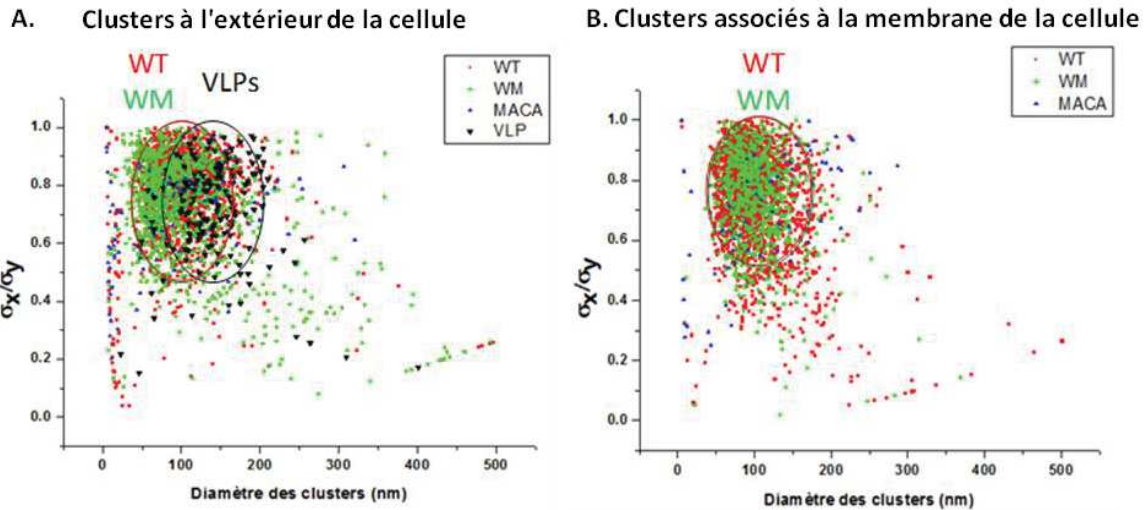 A. Clusters à l'extérieur de la cellule
WT
WM
VLPs
WT
WM
MACA
VLP
1.0
0.8
0.6
0.4
0.2
0.0
σx/σy
0 100 200 300 400 500
Diamètre des clusters (nm)
B. Clusters associés à la membrane de la cellule
WT
WM
WT
WM
MACA
1.0
0.8
0.6
0.4
0.2
0.0
σx/σy
0 100 200 300 400 500
Diamètre des clusters (nm)